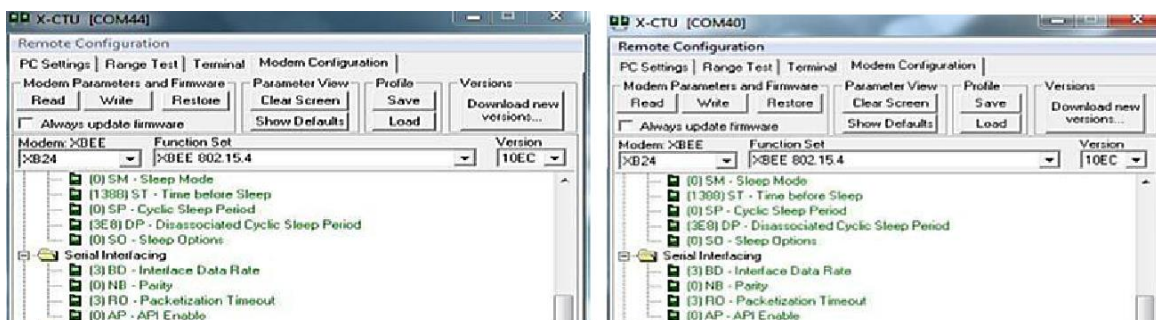 X-CTU [COM44]
Remote Configuration
PC Settings | Range Test | Terminal Modem Configuration
Modem Parameters and Firmware Parameter View Profile Versions
Read Write Restore Clear Screen Save Download new versions...
Always update firmware Show Defaults Load
Modem: XBEE Function Set Version
XB24 XBEE 802.15.4 10EC
(0) SM - Sleep Mode
(1388) ST - Time before Sleep
(0) SP - Cyclic Sleep Period
(3E8) DP - Disassociated Cyclic Sleep Period
(0) SO - Sleep Options
Serial Interfacing
(3) BD - Interface Data Rate
(0) NB - Parity
(3) RO - Packetization Timeout
(0) AP - API Enable
X-CTU [COM40]
Remote Configuration
PC Settings | Range Test | Terminal Modem Configuration
Modem Parameters and Firmware Parameter View Profile Versions
Read Write Restore Clear Screen Save Download new versions...
Always update firmware Show Defaults Load
Modem: XBEE Function Set Version
XB24 XBEE 802.15.4 10EC
(0) SM - Sleep Mode
(1388) ST - Time before Sleep
(0) SP - Cyclic Sleep Period
(3E8) DP - Disassociated Cyclic Sleep Period
(0) SO - Sleep Options
Serial Interfacing
(3) BD - Interface Data Rate
(0) NB - Parity
(3) RO - Packetization Timeout
(0) AP - API Enable